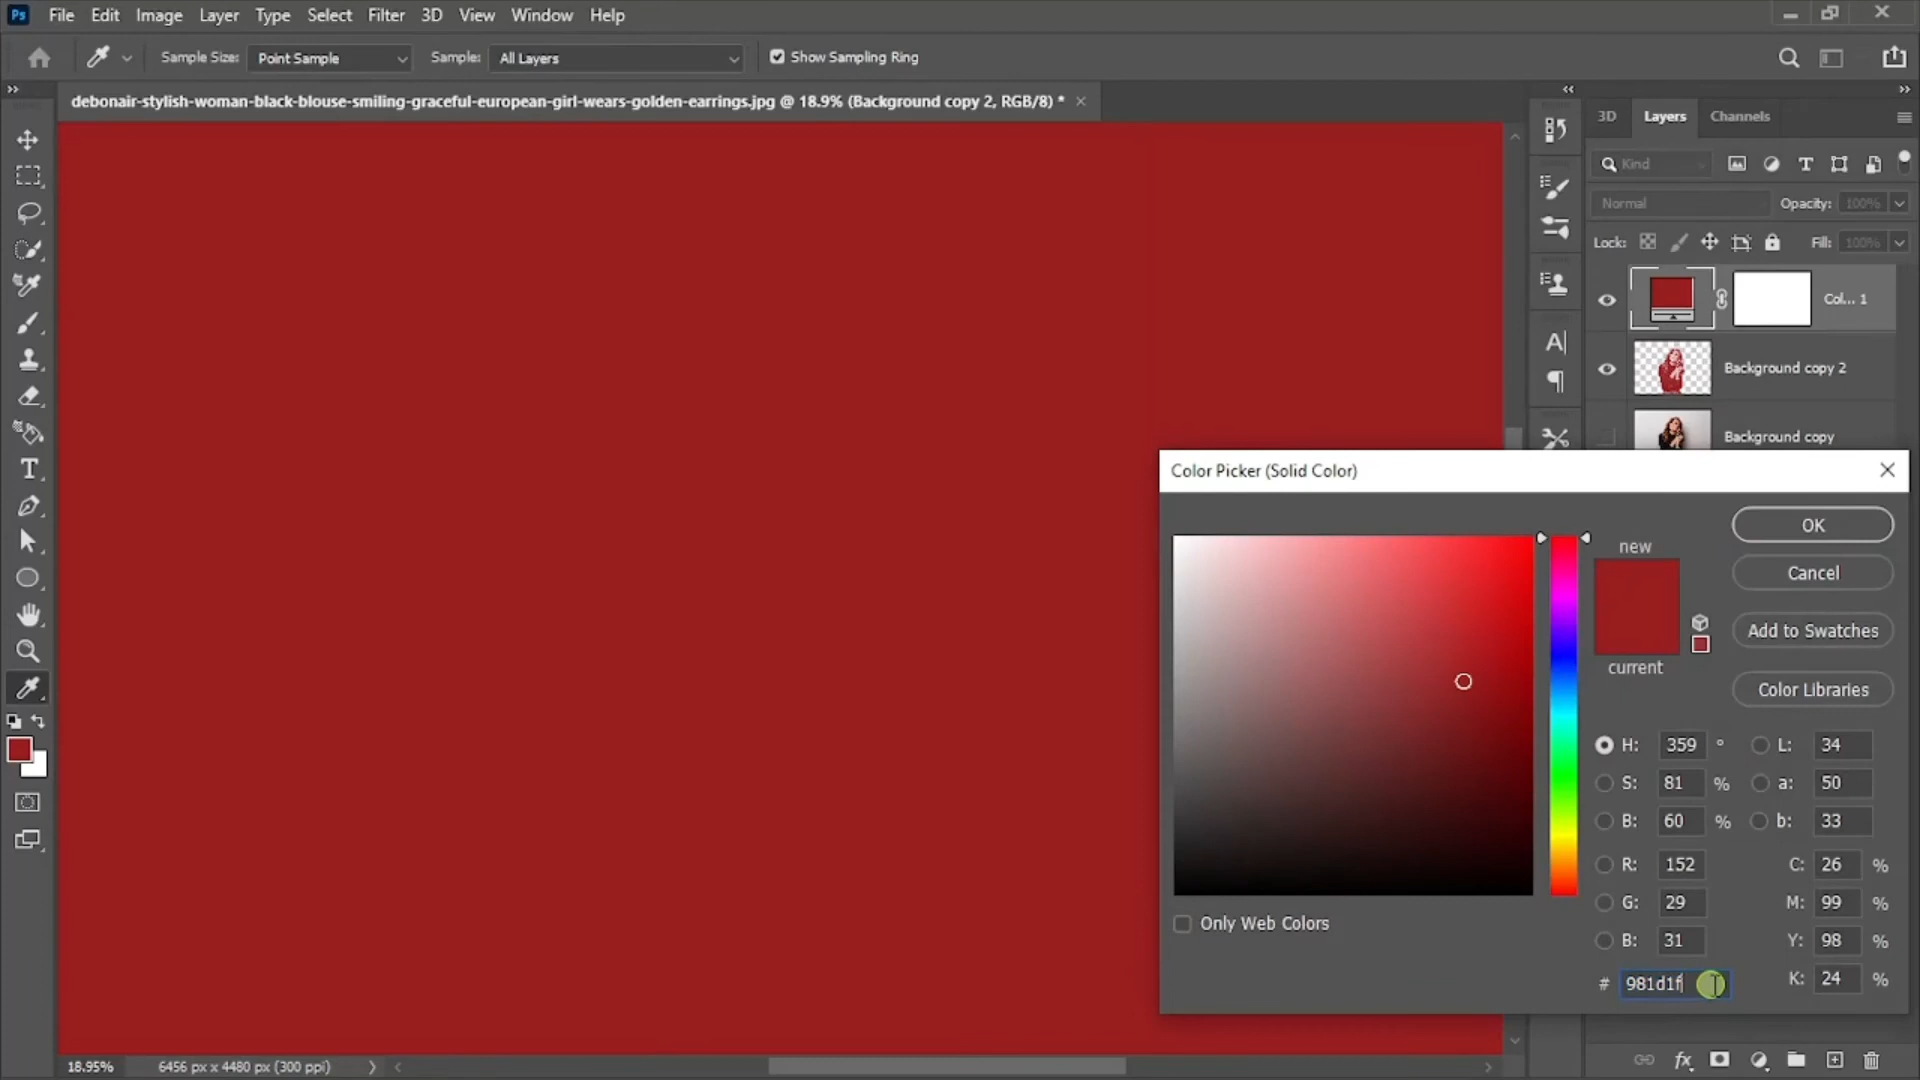 Ps File Edit Image Layer Type Select Filter 3D View Window Help
Sample Size: Point Sample Sample: All Layers Show Sampling Ring
debonair-stylish-woman-black-blouse-smiling-graceful-european-girl-wears-golden-earrings.jpg @ 18.9% (Background copy 2, RGB/8) *
3D Layers Channels
Kind
Normal Opacity: 100%
Lock: Fill: 100%
Col... 1
Background copy 2
Background copy
Color Picker (Solid Color)
new
current
OK
Cancel
Add to Swatches
Color Libraries
H: 359 ° L: 34
S: 81 % a: 50
B: 60 % b: 33
R: 152 C: 26 %
G: 29 M: 99 %
B: 31 Y: 98 %
# 981d1f K: 24 %
Only Web Colors
18.95% 6456 px x 4480 px (300 ppi)